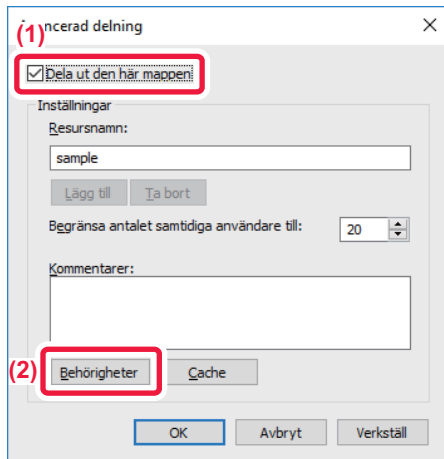 (1)
ncerad delning
Dela ut den här mappen
Inställningar
Resursnamn:
sample
Lägg till Ta bort
Begränsa antalet samtidiga användare till: 20
Kommentarer:
(2) Behörigheter Cache
OK Avbryt Verkställ